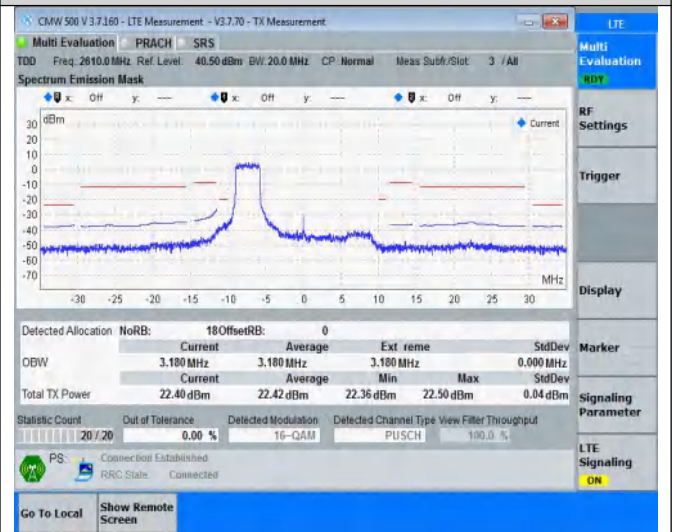 CMW 500 V 3.7.160 - LTE Measurement - V3.7.70 - TX Measurement
LTE
Multi Evaluation PRACH SRS
Multi Evaluation
RDY
TDD Freq: 2610.0 MHz Ref. Level: 40.50 dBm BW: 20.0 MHz CP: Normal Meas Subfr./Slot: 3 / All
Spectrum Emission Mask
x: Off y: --- x: Off y: --- x: Off y: ---
dBm
Current
30
20
10
0
-10
-20
-30
-40
-50
-60
-70
MHz
-30 -25 -20 -15 -10 -5 0 5 10 15 20 25 30
RF Settings
Trigger
Display
Marker
Signaling Parameter
LTE Signaling
ON
Detected Allocation NoRB: 18 OffsetRB: 0
Current Average Extreme StdDev
OBW 3.180 MHz 3.180 MHz 3.180 MHz 0.000 MHz
Current Average Min Max StdDev
Total TX Power 22.40 dBm 22.42 dBm 22.36 dBm 22.50 dBm 0.04 dBm
Statistic Count Out of Tolerance Detected Modulation Detected Channel Type View Filter Throughput
20 / 20 0.00 % 16-QAM PUSCH 100.0 %
PS: Connection Established
RRC State: Connected
Go To Local Show Remote Screen